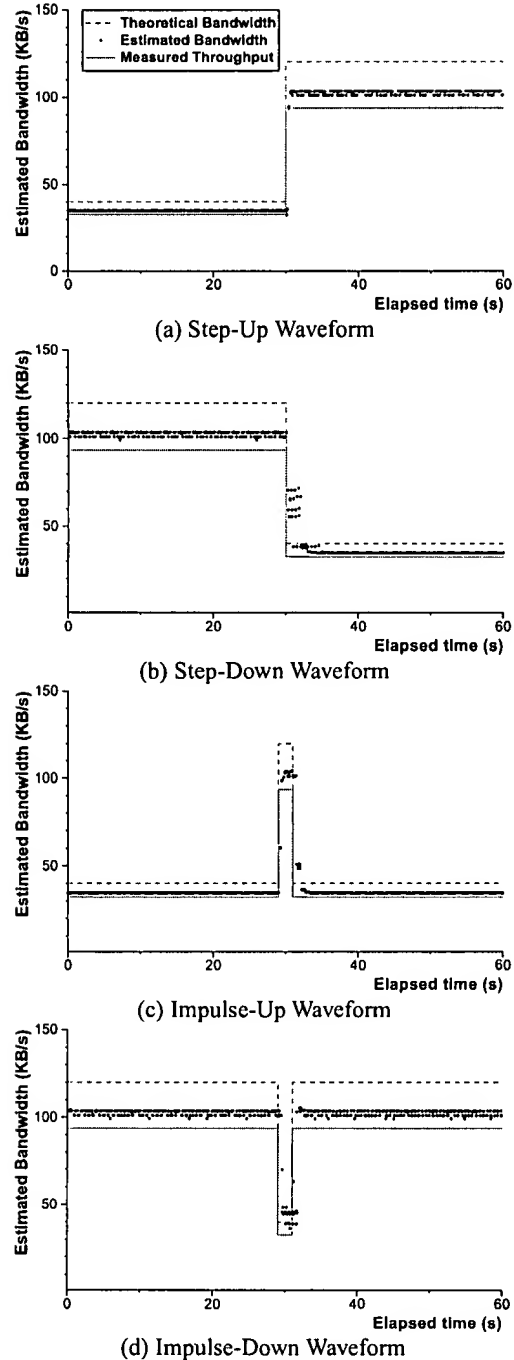 Theoretical Bandwidth
Estimated Bandwidth
Measured Throughput
Estimated Bandwidth (KB/s)
150
100
50
0
0
20
40
60
Elapsed time (s)
(a) Step-Up Waveform
Estimated Bandwidth (KB/s)
150
100
50
0
20
40
60
Elapsed time (s)
(b) Step-Down Waveform
Estimated Bandwidth (KB/s)
150
100
50
0
20
40
60
Elapsed time (s)
(c) Impulse-Up Waveform
Estimated Bandwidth (KB/s)
150
100
50
0
20
40
60
Elapsed time (s)
(d) Impulse-Down Waveform